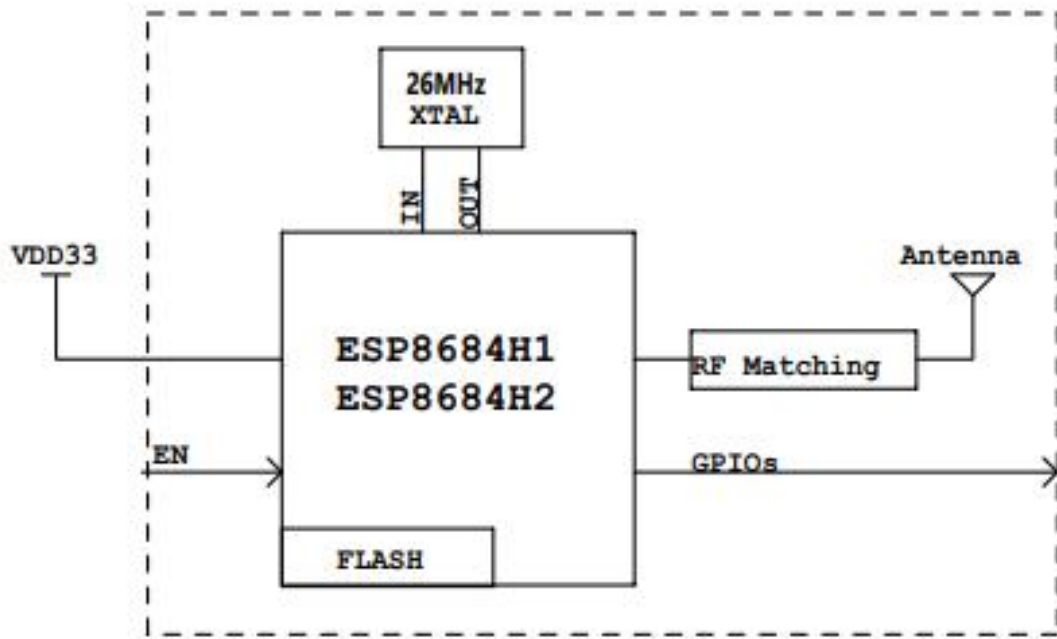 26MHz
XTAL
IN
OUT
VDD33
Antenna
ESP8684H1
ESP8684H2
RF Matching
EN
GPIOs
FLASH